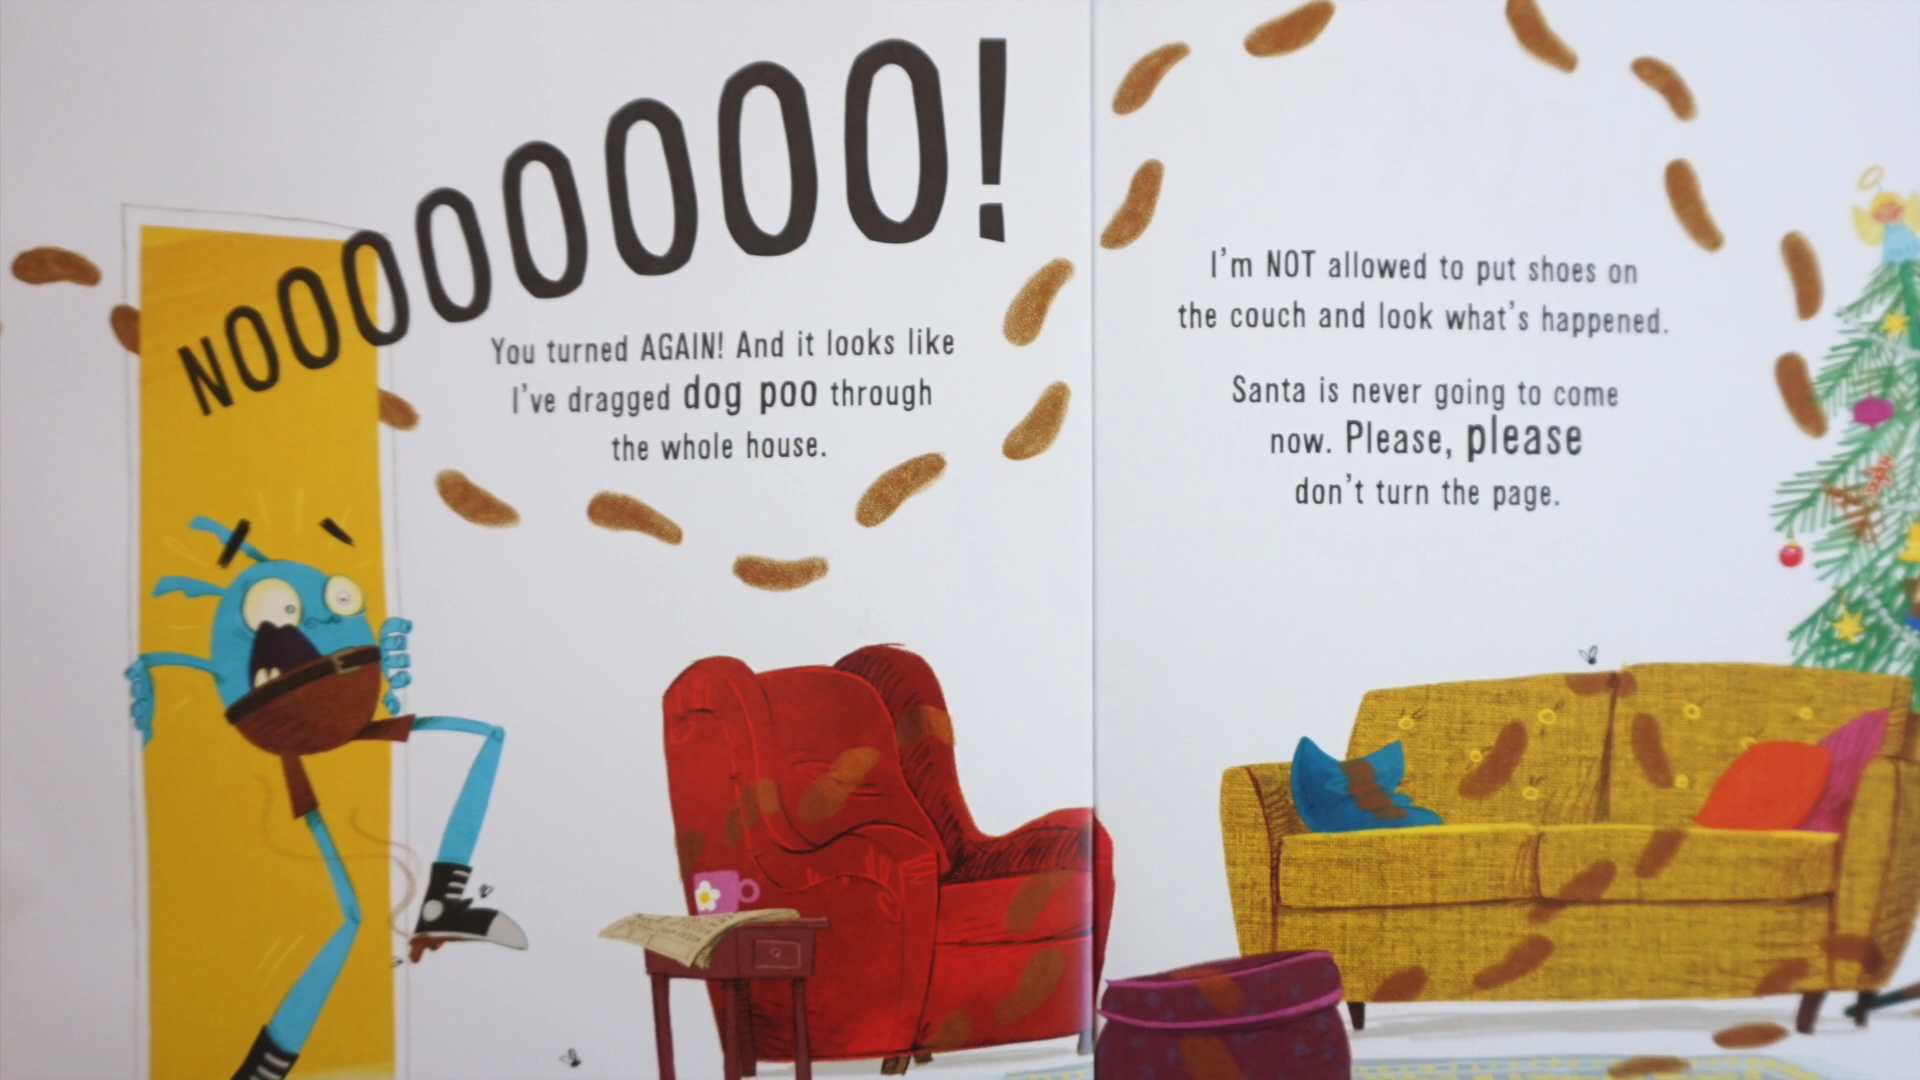 NOOOOOOOO!
You turned AGAIN! And it looks like
I've dragged dog poo through
the whole house.
I'm NOT allowed to put shoes on
the couch and look what's happened.
Santa is never going to come
now. Please, please
don't turn the page.